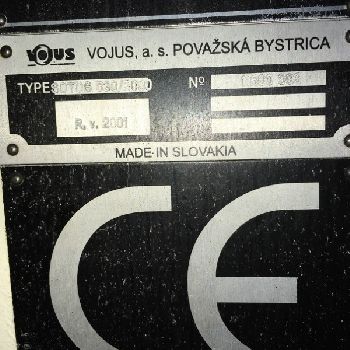 VOJUS VOJUS, a. s. POVAŽSKÁ BYSTRICA
TYPE Nº
R. v. 2001
MADE-IN SLOVAKIA
CE